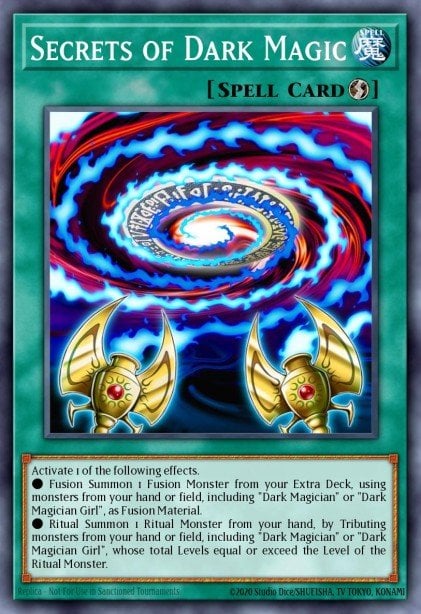 SECRETS OF DARK MAGIC
SPELL
魔
[SPELL CARD]
Activate 1 of the following effects.
● Fusion Summon 1 Fusion Monster from your Extra Deck, using
monsters from your hand or field, including "Dark Magician" or "Dark
Magician Girl", as Fusion Material.
● Ritual Summon 1 Ritual Monster from your hand, by Tributing
monsters from your hand or field, including "Dark Magician" or "Dark
Magician Girl", whose total Levels equal or exceed the Level of the
Ritual Monster.
Replica - Not For Use in Sanctioned Tournaments
©2020 Studio Dice/SHUEISHA, TV TOKYO, KONAMI